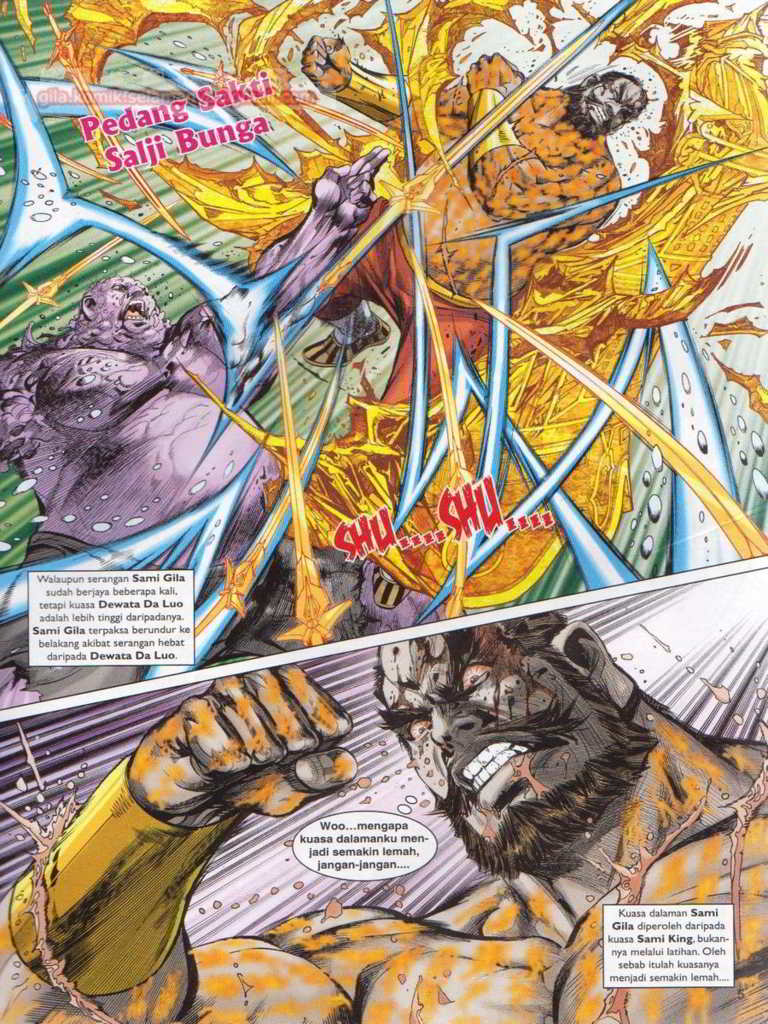 Pedang Sakti
Salji Bunga
SHU....SHU....
Walaupun serangan Sami Gila
sudah berjaya beberapa kali,
tetapi kuasa Dewata Da Luo
adalah lebih tinggi daripadanya.
Sami Gila terpaksa berundur ke
belakang akibat serangan hebat
daripada Dewata Da Luo.
Woo...mengapa
kuasa dalamanku men-
jadi semakin lemah,
jangan-jangan....
Kuasa dalaman Sami
Gila diperoleh daripada
kuasa Sami King, bukan-
nya melalui latihan. Oleh
sebab itulah kuasanya
menjadi semakin lemah....
5